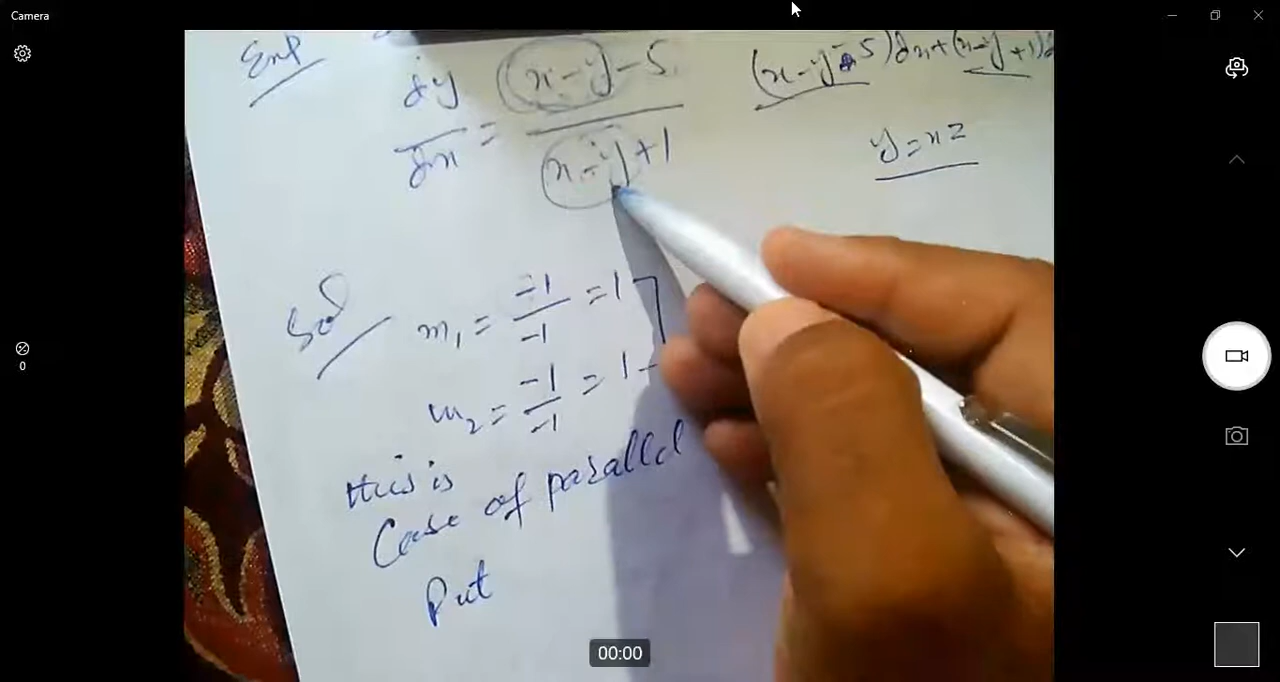 Camera
Exp
dy/dx = (x-y-5)/(x-y+1)
(x-y-5)dx+(x-y+1)d
y=xz
0
Sol
m₁ = -1/-1 = 1
m₂ = -1/-1 = 1
this is
Case of parallel
Put
00:00